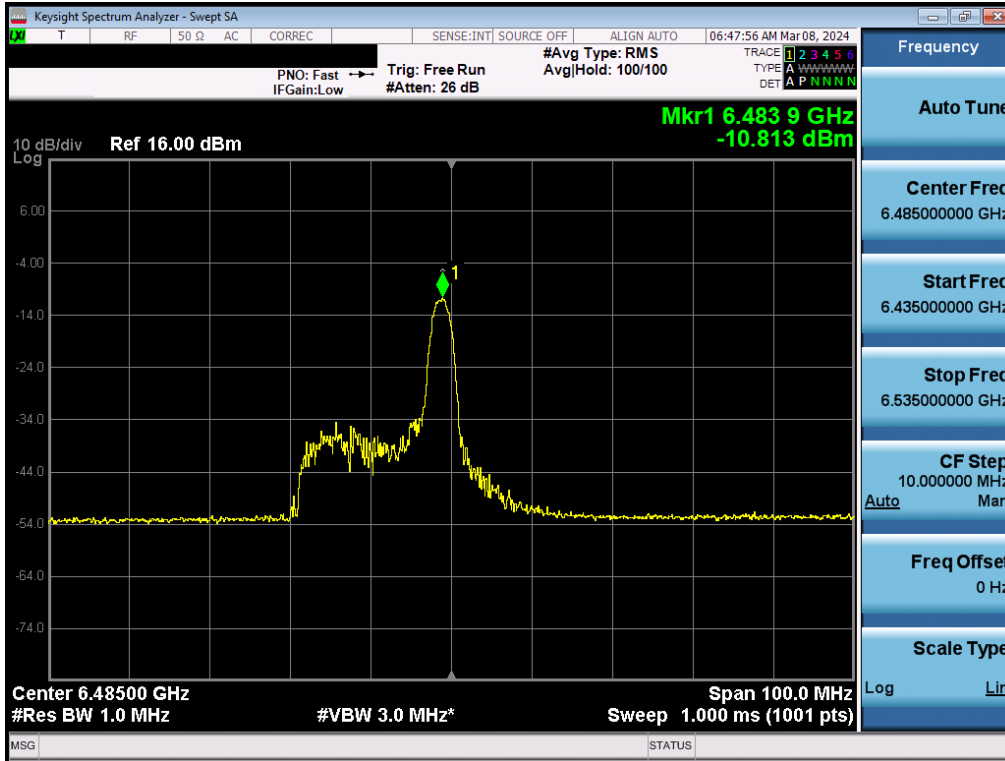 Keysight Spectrum Analyzer - Swept SA
LXI T RF 50 Ω AC CORREC SENSE:INT SOURCE OFF ALIGN AUTO 06:47:56 AM Mar 08, 2024
PNO: Fast
IFGain:Low
Trig: Free Run
#Atten: 26 dB
#Avg Type: RMS
Avg|Hold: 100/100
TRACE 1 2 3 4 5 6
TYPE A WWWWW
DET A P N N N N
Mkr1 6.483 9 GHz
-10.813 dBm
10 dB/div Ref 16.00 dBm
Log
6.00
-4.00
1
-14.0
-24.0
-34.0
-44.0
-54.0
-64.0
-74.0
Center 6.48500 GHz Span 100.0 MHz
#Res BW 1.0 MHz #VBW 3.0 MHz* Sweep 1.000 ms (1001 pts)
MSG STATUS
Frequency
Auto Tune
Center Freq
6.485000000 GHz
Start Freq
6.435000000 GHz
Stop Freq
6.535000000 GHz
CF Step
10.000000 MHz
Auto Man
Freq Offset
0 Hz
Scale Type
Log Lin